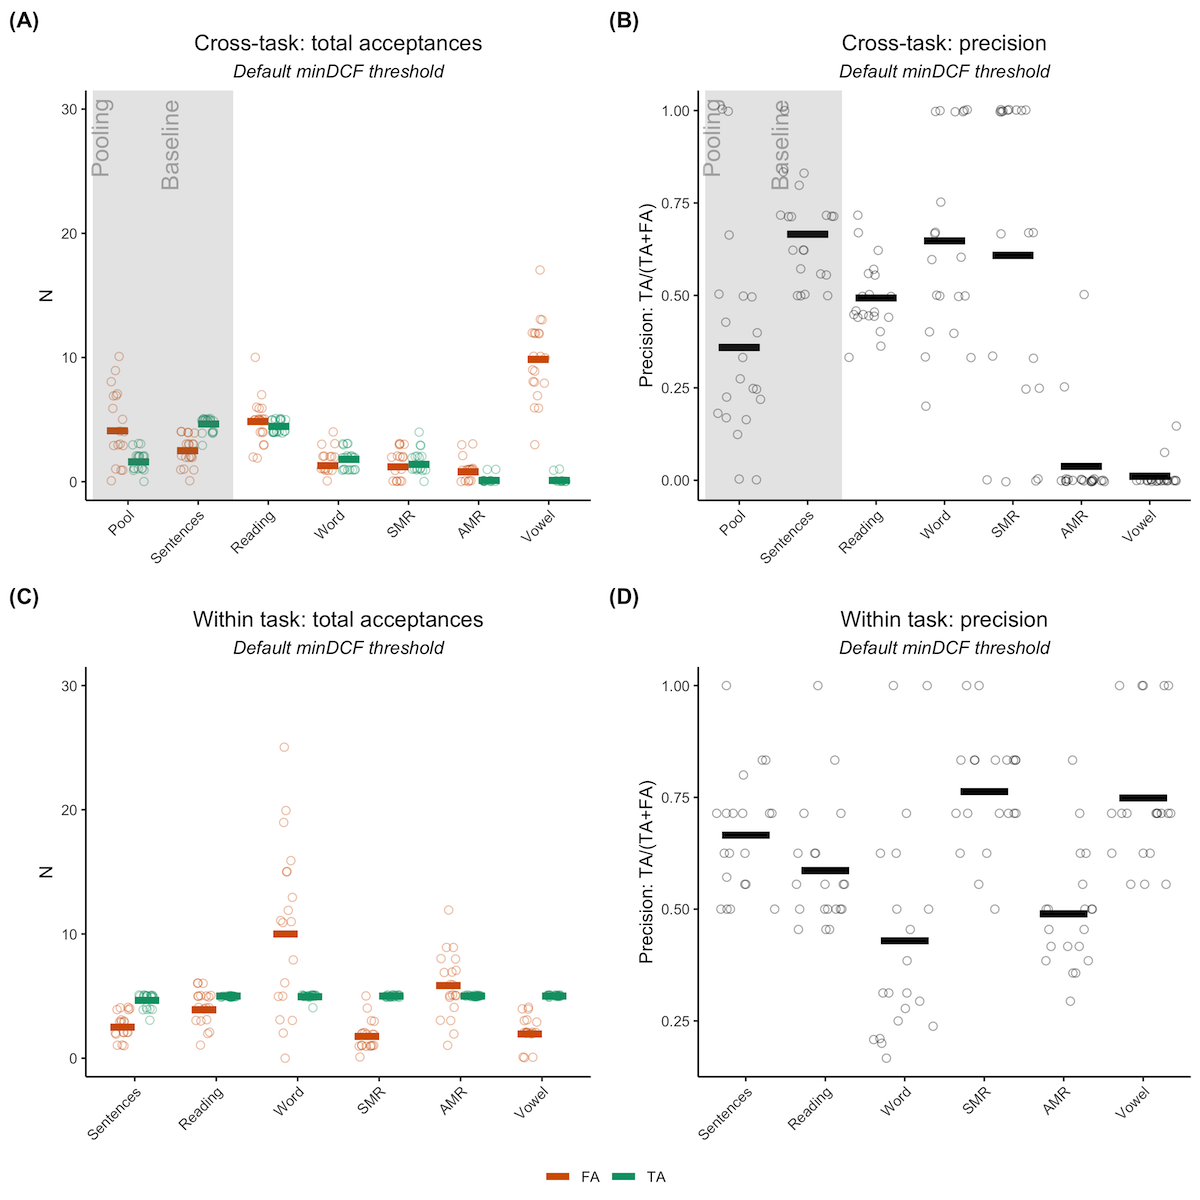 (A)
Cross-task: total acceptances
Default minDCF threshold
Pooling
Baseline
N
30
20
10
0
Pool
Sentences
Reading
Word
SMR
AMR
Vowel
(B)
Cross-task: precision
Default minDCF threshold
Pooling
Baseline
Precision: TA/(TA+FA)
1.00
0.75
0.50
0.25
0.00
Pool
Sentences
Reading
Word
SMR
AMR
Vowel
(C)
Within task: total acceptances
Default minDCF threshold
N
30
20
10
0
Sentences
Reading
Word
SMR
AMR
Vowel
(D)
Within task: precision
Default minDCF threshold
Precision: TA/(TA+FA)
1.00
0.75
0.50
0.25
Sentences
Reading
Word
SMR
AMR
Vowel
FA TA